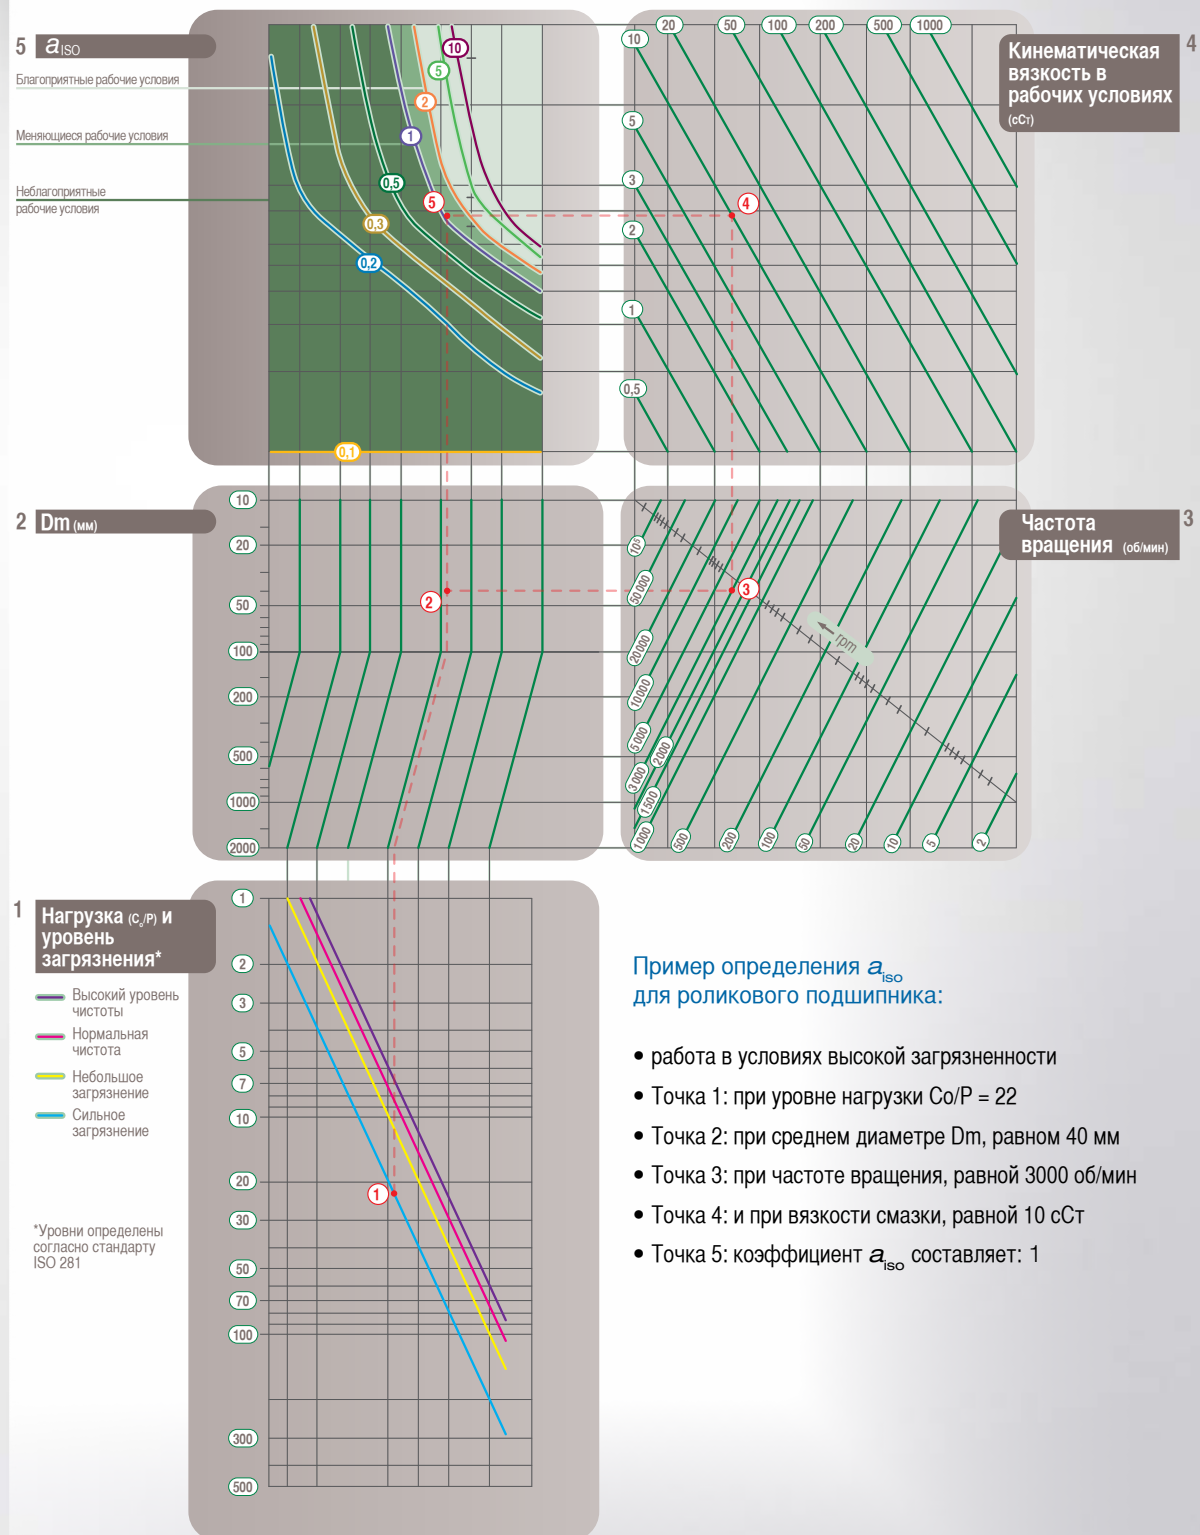 5 aISO
Благоприятные рабочие условия
Меняющиеся рабочие условия
Неблагоприятные
рабочие условия
10
5
2
1
0.5
0.3
0,2
0.1
5
4
Кинематическая
вязкость в
рабочих условиях
(сСт)
20 50 100 200 500 1000
10
5
3
2
1
0,5
4
2 Dm (мм)
10
20
50
100
200
500
1000
2000
2
3
Частота
вращения (об/мин)
10⁵
50 000
20 000
10 000
5 000
3 000
2000
1500
1000 500 200 100 50 20 10 5 2
rpm
3
1
Нагрузка (C₀/P) и
уровень
загрязнения*
Высокий уровень
чистоты
Нормальная
чистота
Небольшое
загрязнение
Сильное
загрязнение
*Уровни определены
согласно стандарту
ISO 281
1
2
3
5
7
10
20
30
50
70
100
300
500
1
Пример определения aiso
для роликового подшипника:
• работа в условиях высокой загрязненности
• Точка 1: при уровне нагрузки Co/P = 22
• Точка 2: при среднем диаметре Dm, равном 40 мм
• Точка 3: при частоте вращения, равной 3000 об/мин
• Точка 4: и при вязкости смазки, равной 10 сСт
• Точка 5: коэффициент aiso составляет: 1